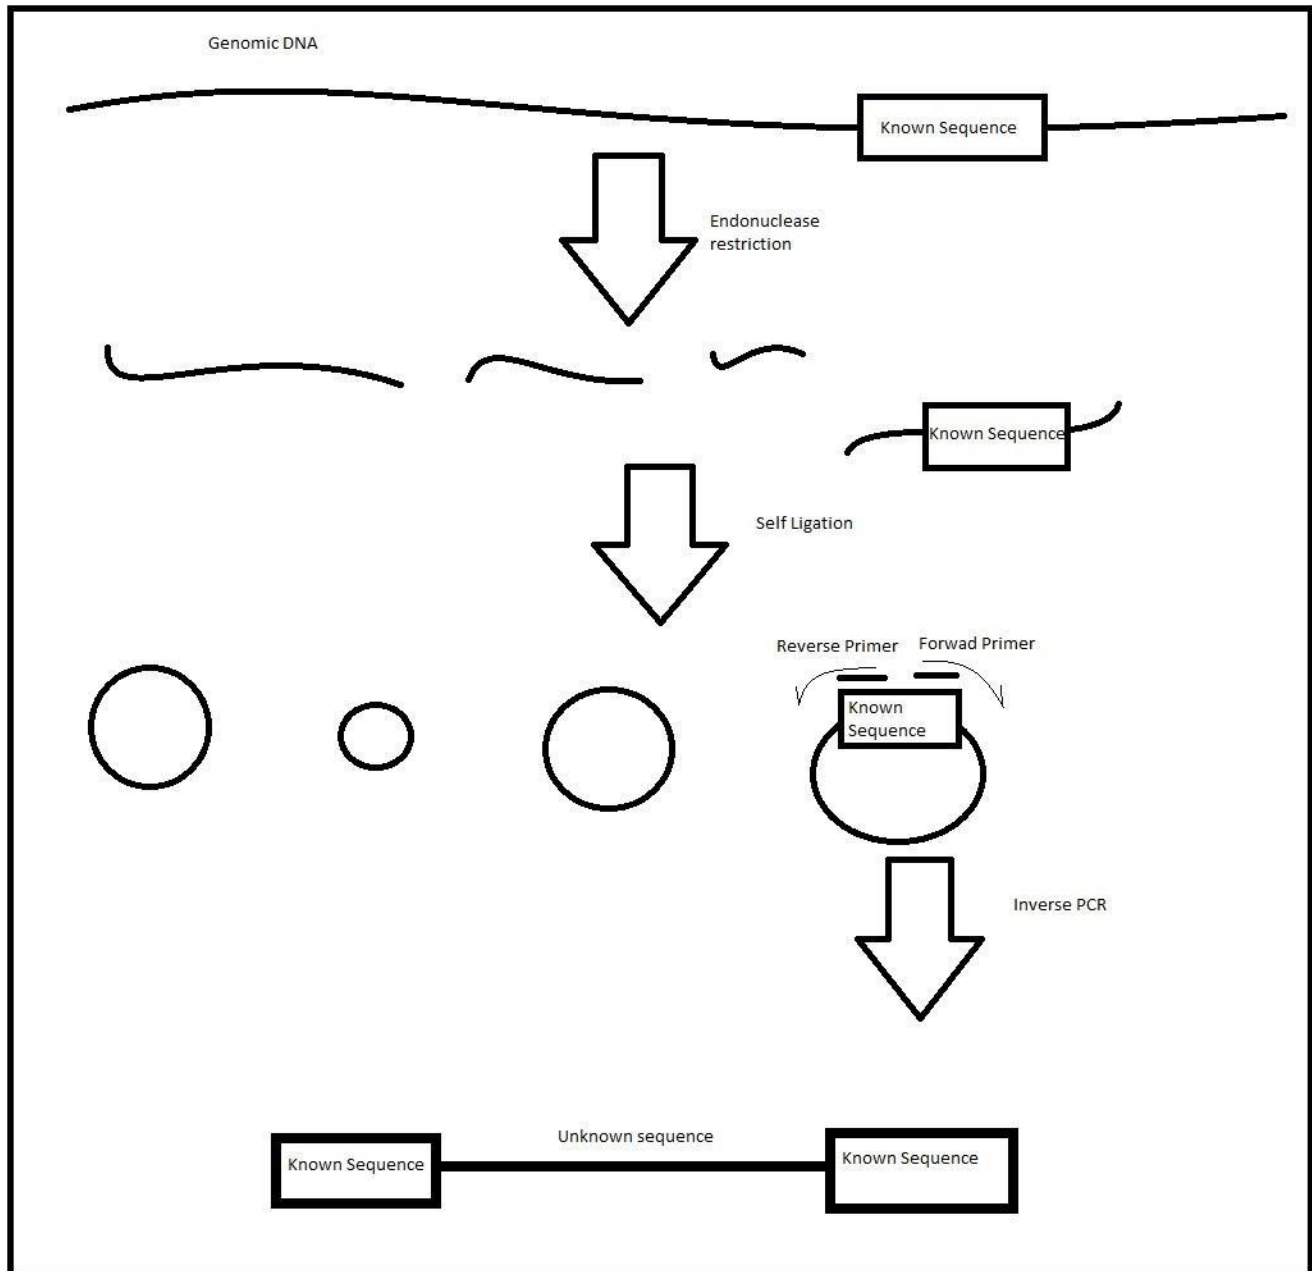 Genomic DNA
Known Sequence
Endonuclease
restriction
Known Sequence
Self Ligation
Reverse Primer
Forwad Primer
Known
Sequence
Inverse PCR
Unknown sequence
Known Sequence
Known Sequence